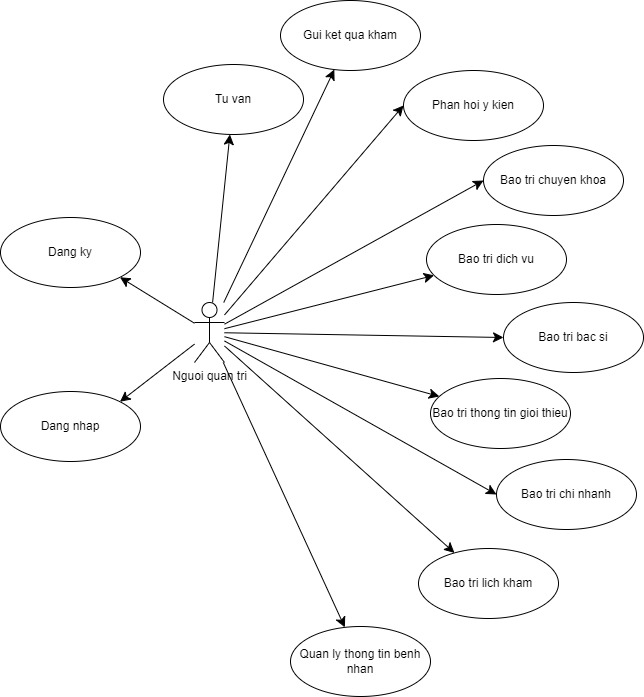 Gui ket qua kham
Tu van
Phan hoi y kien
Bao tri chuyen khoa
Dang ky
Bao tri dich vu
Bao tri bac si
Nguoi quan tri
Dang nhap
Bao tri thong tin gioi thieu
Bao tri chi nhanh
Bao tri lich kham
Quan ly thong tin benh
nhan